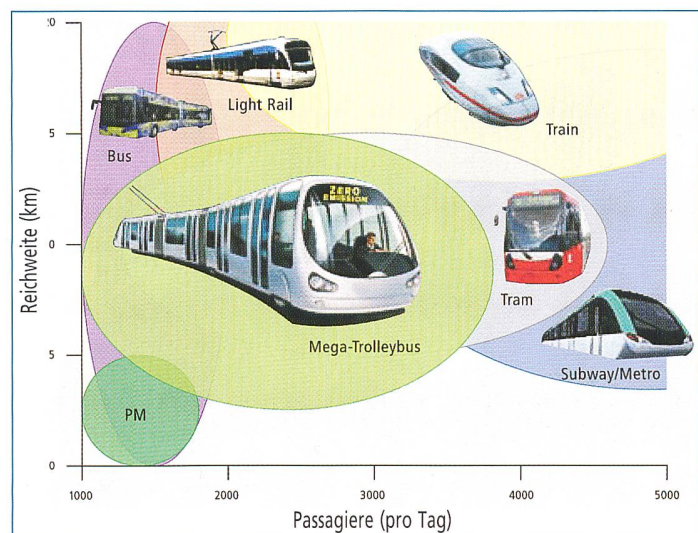 20
Light Rail
Train
Bus
5
ZERO
EMISSION
Reichweite (km)
0
Tram
Mega-Trolleybus
5
Subway/Metro
PM
0
1000 2000 3000 4000 5000
Passagiere (pro Tag)